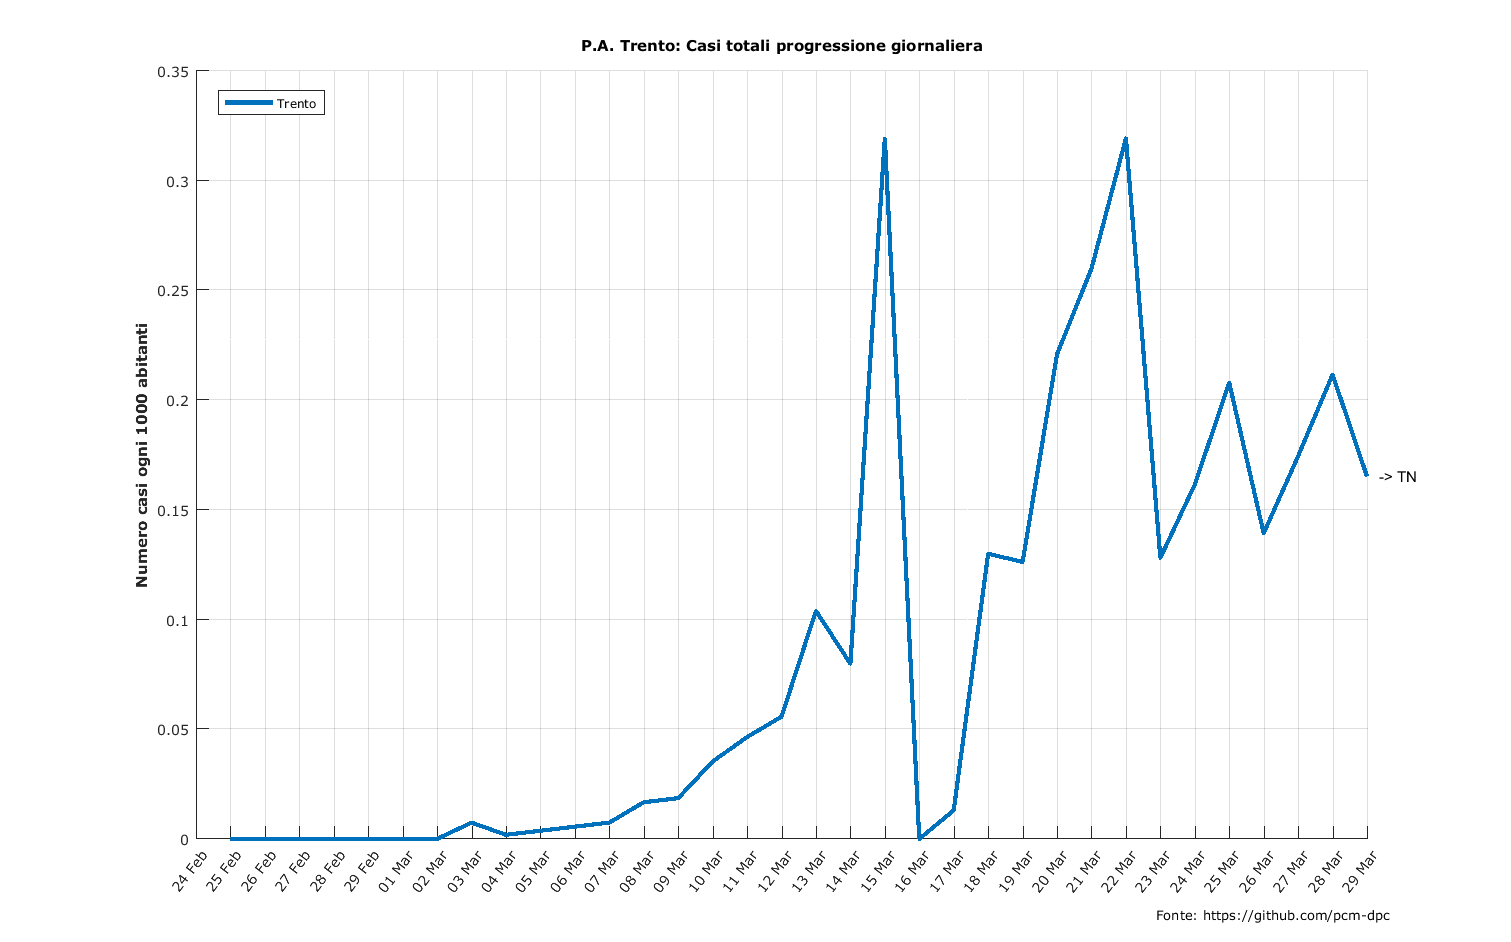 P.A. Trento: Casi totali progressione giornaliera
Trento
0.35
0.3
0.25
0.2
0.15
0.1
0.05
0
Numero casi ogni 1000 abitanti
-> TN
24 Feb
25 Feb
26 Feb
27 Feb
28 Feb
29 Feb
01 Mar
02 Mar
03 Mar
04 Mar
05 Mar
06 Mar
07 Mar
08 Mar
09 Mar
10 Mar
11 Mar
12 Mar
13 Mar
14 Mar
15 Mar
16 Mar
17 Mar
18 Mar
19 Mar
20 Mar
21 Mar
22 Mar
23 Mar
24 Mar
25 Mar
26 Mar
27 Mar
28 Mar
29 Mar
Fonte: https://github.com/pcm-dpc